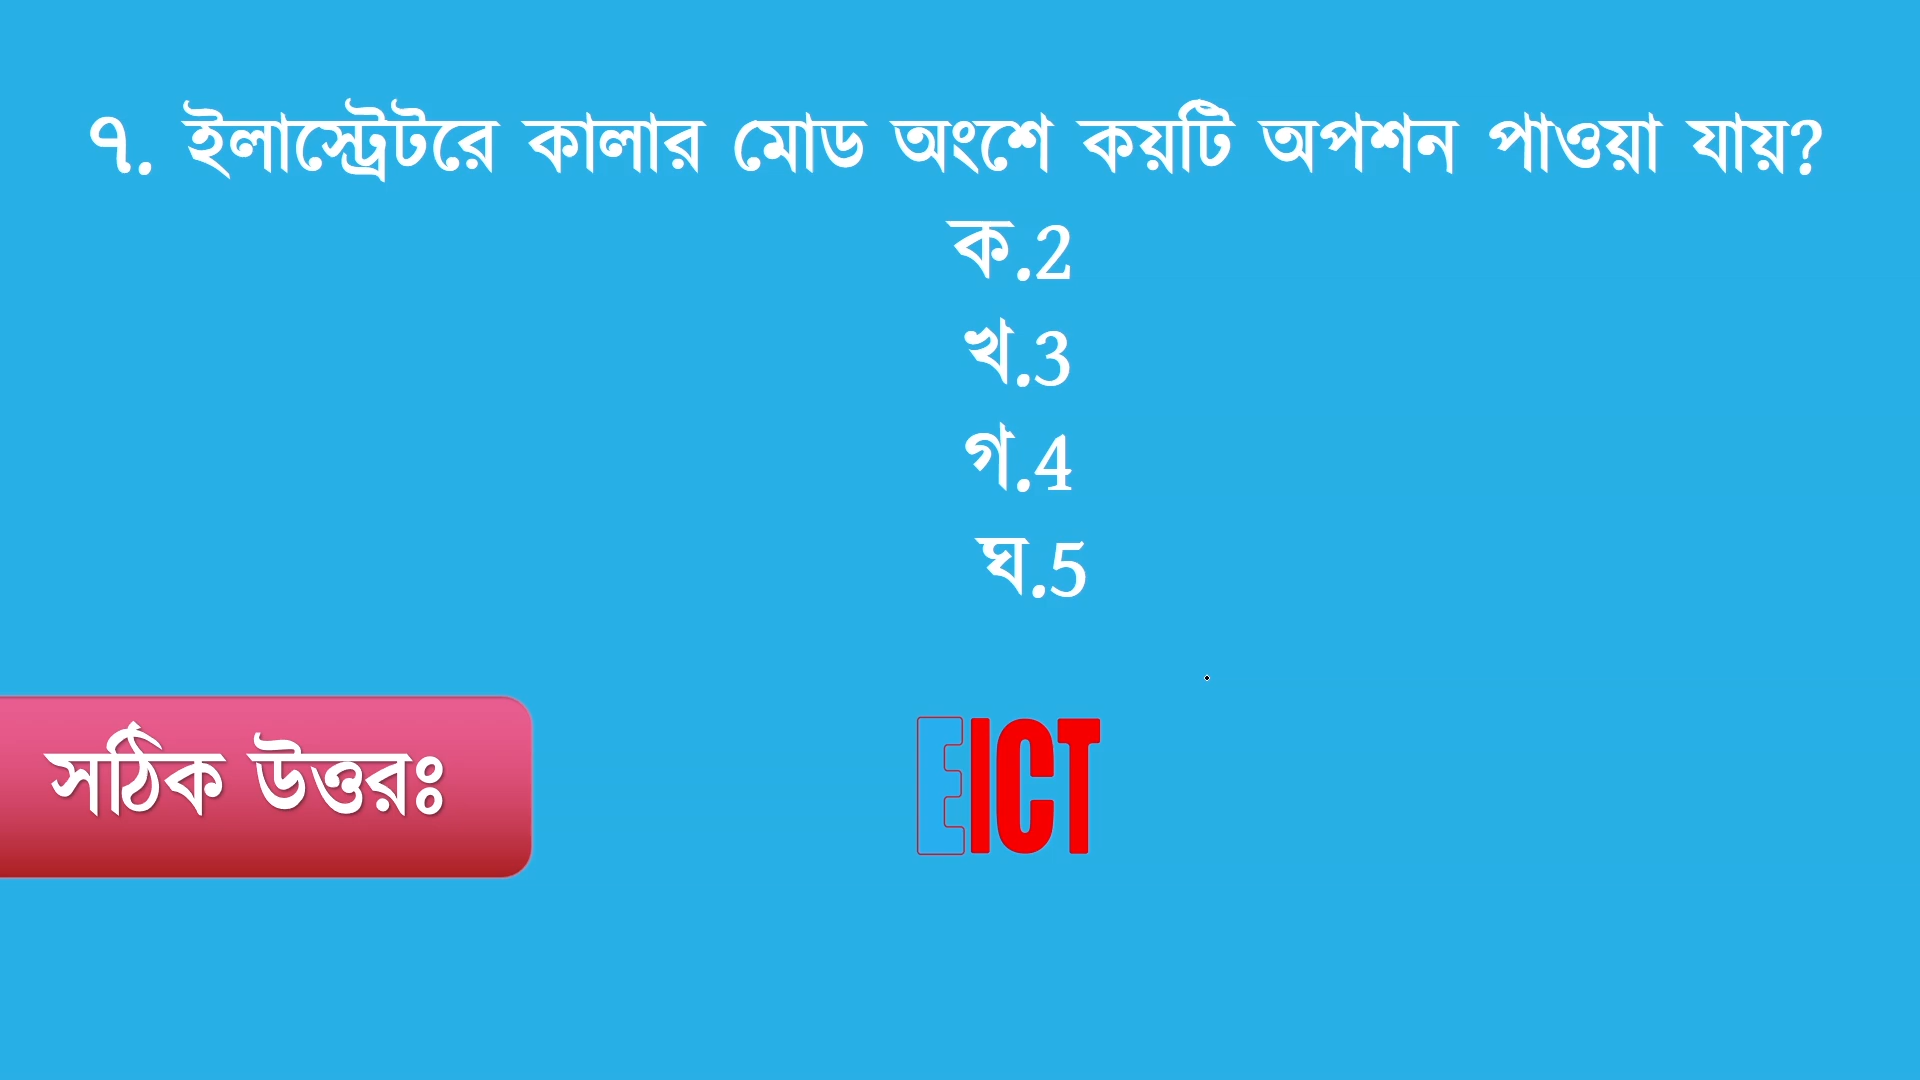 ৭. ইলাস্ট্রেটরে কালার মোড অংশে কয়টি অপশন পাওয়া যায়?
ক.2
খ.3
গ.4
ঘ.5
সঠিক উত্তরঃ
EICT